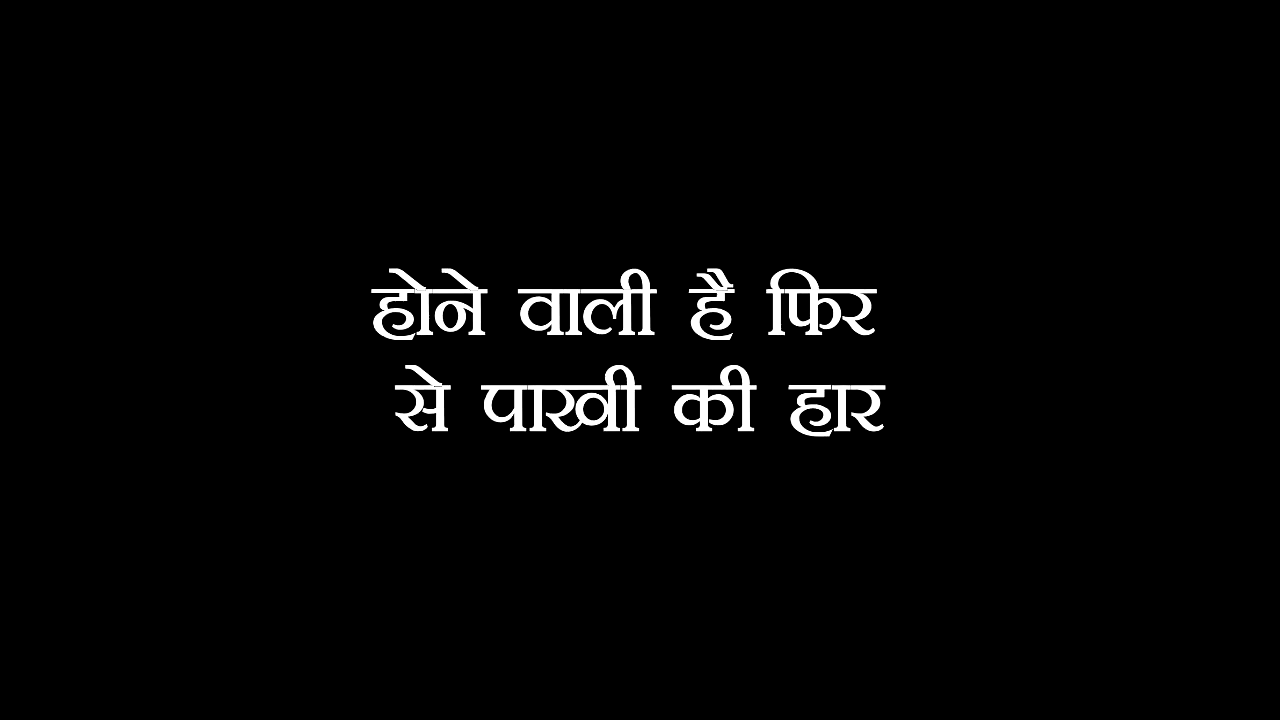 होने वाली है फिर
से पाखी की हार